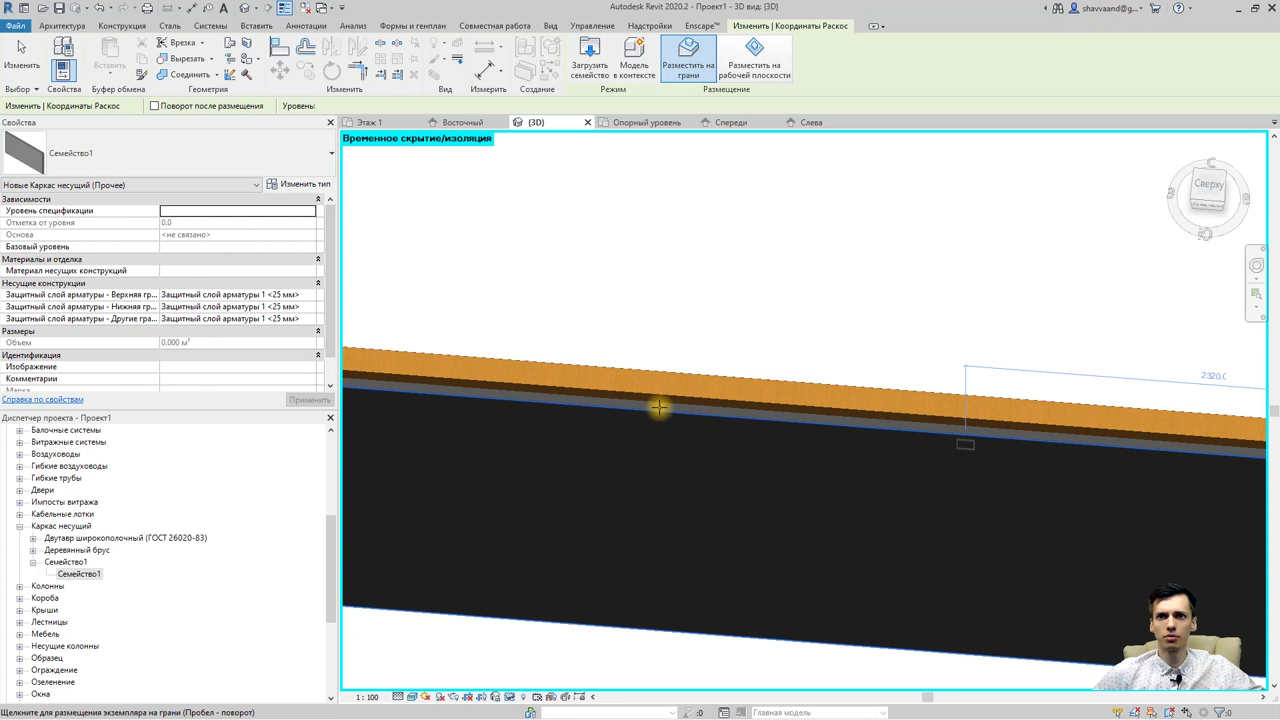 Autodesk Revit 2020.2 - Проект1 - 3D вид: {3D}
shavvaand@g...
Файл Архитектура Конструкция Сталь Системы Вставить Аннотации Анализ Формы и генплан Совместная работа Вид Управление Надстройки Enscape™ Изменить | Координаты Раскос
Изменить
Вставить
Врезка
Вырезать
Соединить
Загрузить семейство
Модель в контексте
Разместить на грани
Разместить на рабочей плоскости
Выбор Свойства Буфер обмена Геометрия Изменить Вид Измерить Создание Режим Размещение
Изменить | Координаты Раскос Поворот после размещения Уровень:
Свойства
Этаж 1 Восточный {3D} Опорный уровень Спереди Слева
Временное скрытие/изоляция
Семейство1
Новые Каркас несущий (Прочее) Изменить тип
Зависимости
Уровень спецификации
Отметка от уровня 0.0
Основа <не связано>
Базовый уровень
Материалы и отделка
Материал несущих конструкций
Несущие конструкции
Защитный слой арматуры - Верхняя гр... Защитный слой арматуры 1 <25 мм>
Защитный слой арматуры - Нижняя гр... Защитный слой арматуры 1 <25 мм>
Защитный слой арматуры - Другие гра... Защитный слой арматуры 1 <25 мм>
Размеры
Объем 0.000 м³
Идентификация
Изображение
Комментарии
Марка
Справка по свойствам Применить
Сверху
2320.0
Диспетчер проекта - Проект1
Балочные системы
Витражные системы
Воздуховоды
Гибкие воздуховоды
Гибкие трубы
Двери
Импосты витража
Кабельные лотки
Каркас несущий
Двутавр широкополочный (ГОСТ 26020-83)
Деревянный брус
Семейство1
Семейство1
Колонны
Короба
Крыши
Лестницы
Мебель
Несущие колонны
Образец
Ограждение
Озеленение
Окна
1 : 100
Щелкните для размещения экземпляра на грани (Пробел - поворот) :0 Главная модель :0